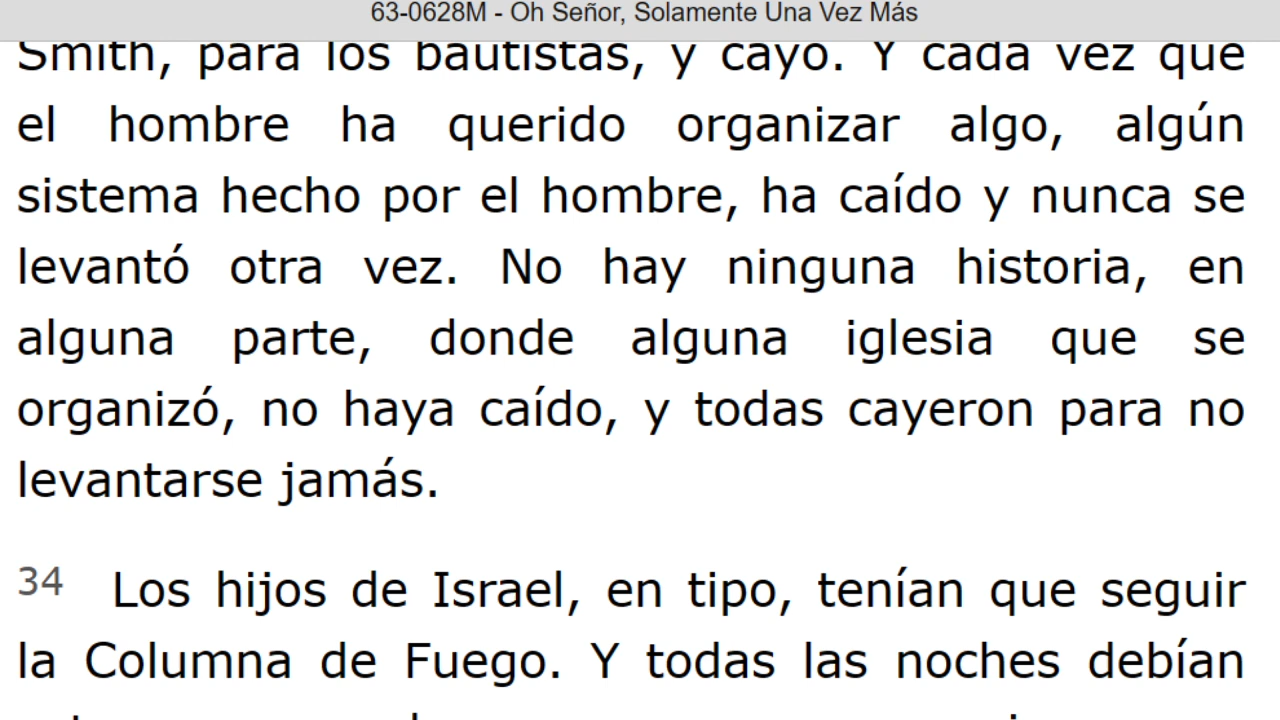 63-0628M - Oh Señor, Solamente Una Vez Más
Smith, para los bautistas, y cayó. Y cada vez que
el hombre ha querido organizar algo, algún
sistema hecho por el hombre, ha caído y nunca se
levantó otra vez. No hay ninguna historia, en
alguna parte, donde alguna iglesia que se
organizó, no haya caído, y todas cayeron para no
levantarse jamás.
34 Los hijos de Israel, en tipo, tenían que seguir
la Columna de Fuego. Y todas las noches debían